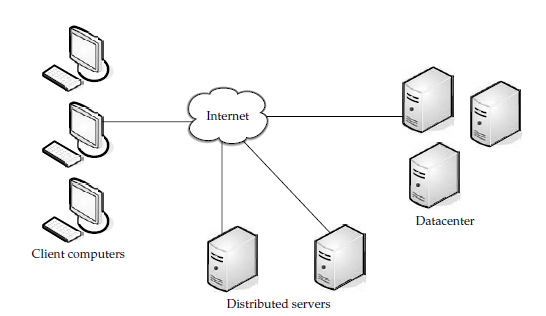 Internet
Datacenter
Client computers
Distributed servers